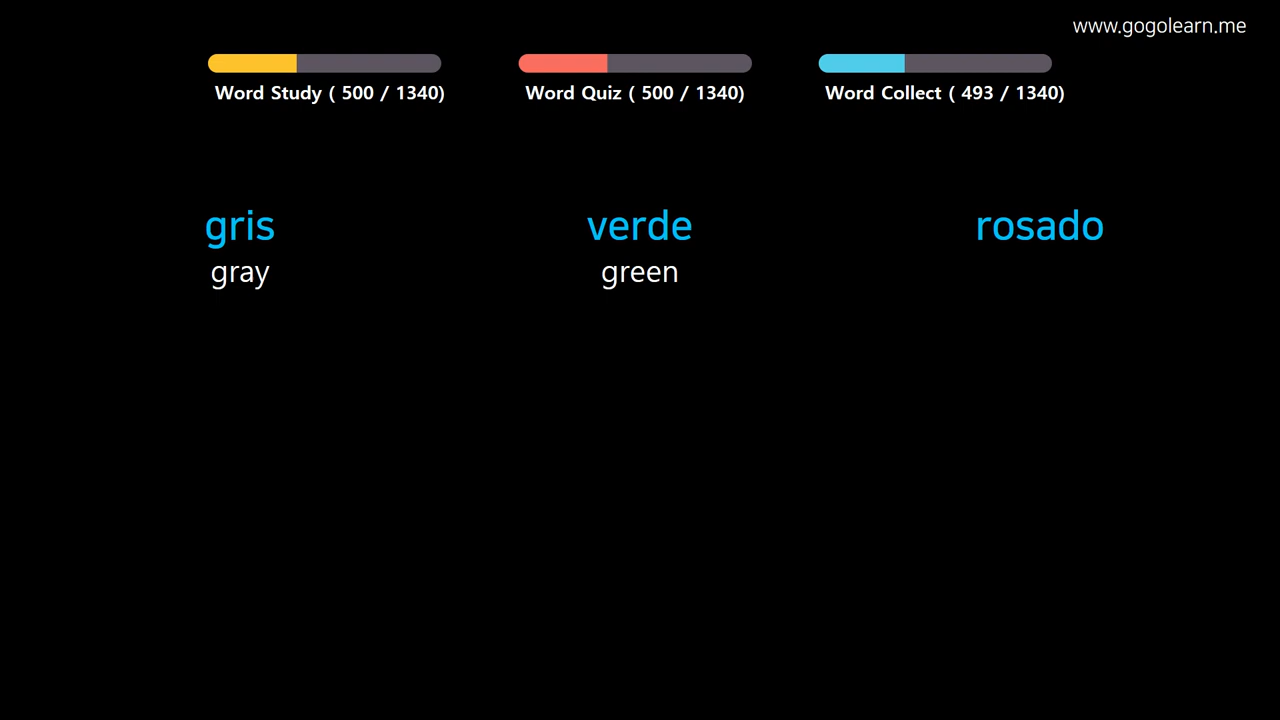 www.gogolearn.me
Word Study ( 500 / 1340)
Word Quiz ( 500 / 1340)
Word Collect ( 493 / 1340)
gris
verde
rosado
gray
green